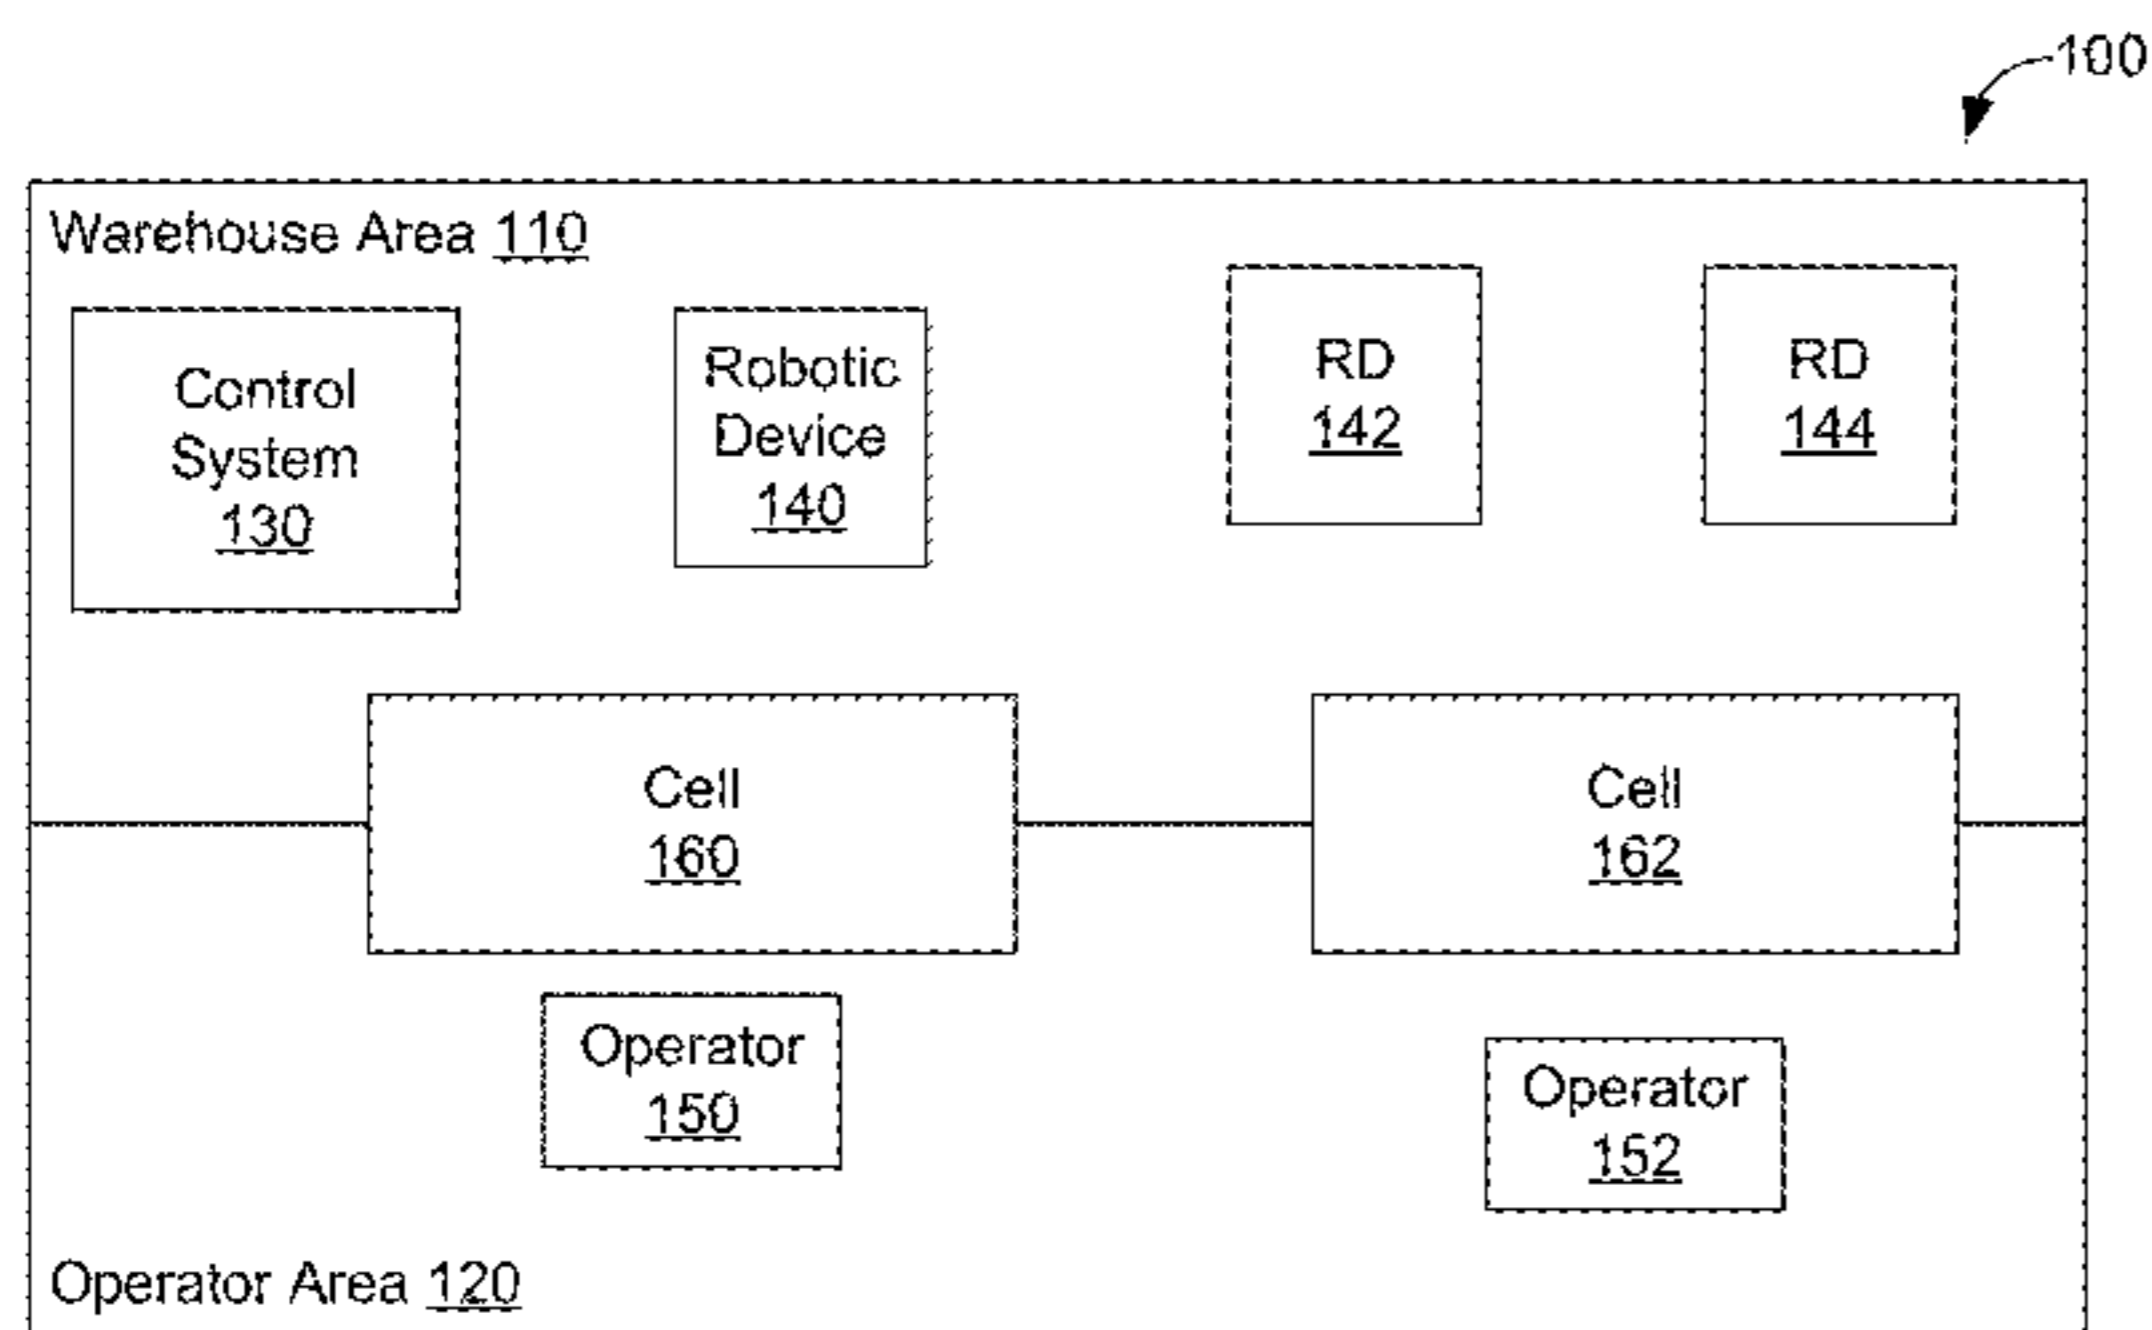 100
Warehouse Area 110
Control
System
130
Robotic
Device
140
RD
142
RD
144
Cell
160
Cell
162
Operator
150
Operator
152
Operator Area 120